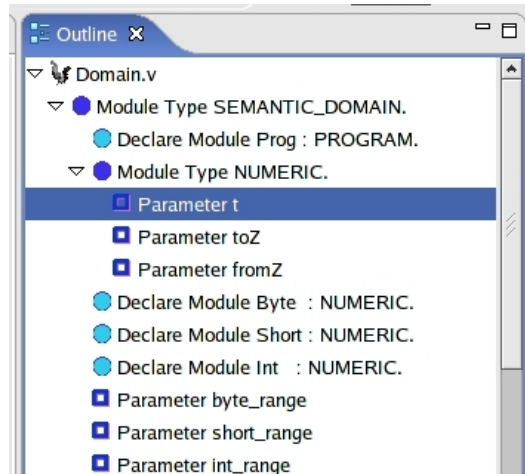 Outline
Domain.v
Module Type SEMANTIC_DOMAIN.
Declare Module Prog : PROGRAM.
Module Type NUMERIC.
Parameter t
Parameter toZ
Parameter fromZ
Declare Module Byte : NUMERIC.
Declare Module Short : NUMERIC.
Declare Module Int : NUMERIC.
Parameter byte_range
Parameter short_range
Parameter int_range